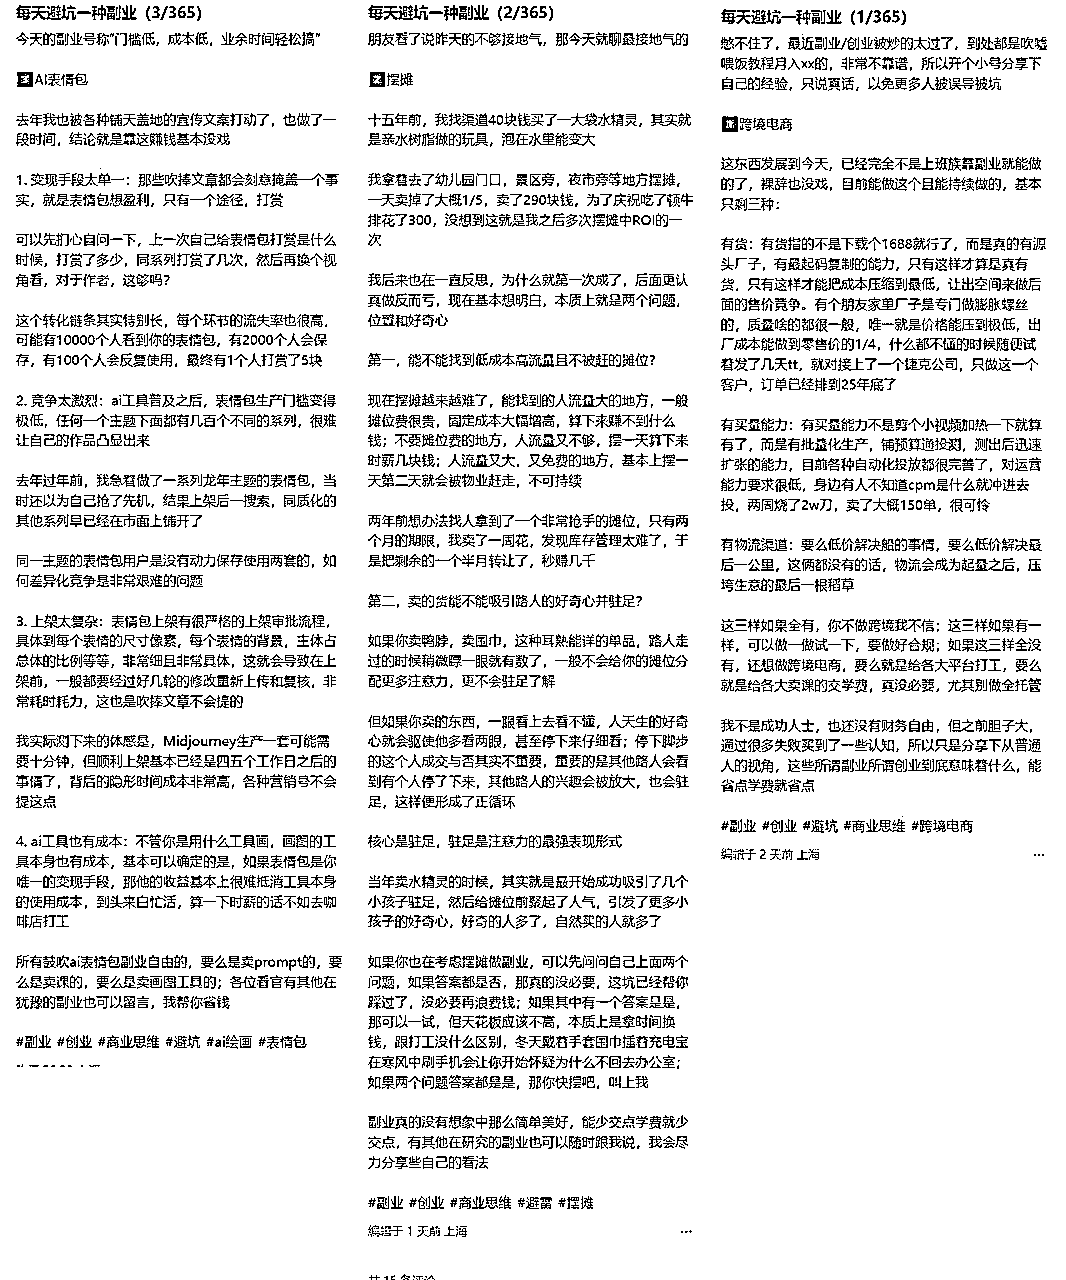 每天避坑一种副业（3/365）
今天的副业号称“门槛低，成本低，业余时间轻松搞”
AI表情包
去年我也被各种铺天盖地的宣传文案打动了，也做了一
段时间，结论就是靠这赚钱基本没戏
1. 变现手段太单一：那些吹捧文章都会刻意掩盖一个事
实，就是表情包想盈利，只有一个途径，打赏
可以先扪心自问一下，上一次自己给表情包打赏是什么
时候，打赏了多少，同系列打赏了几次，然后再换个视
角看，对于作者，这够吗？
这个转化链条其实特别长，每个环节的流失率也很高，
可能有10000个人看到你的表情包，有2000个人会保
存，有100个人会反复使用，最终有1个人打赏了5块
2. 竞争太激烈：ai工具普及之后，表情包生产门槛变得
极低，任何一个主题下面都有几百个不同的系列，很难
让自己的作品凸显出来
去年过年前，我急着做了一系列龙年主题的表情包，当
时还以为自己抢了先机，结果上架后一搜索，同质化的
其他系列早已经在市面上铺开了
同一主题的表情包用户是没有动力保存使用两套的，如
何差异化竞争是非常艰难的问题
3. 上架太复杂：表情包上架有很严格的上架审批流程，
具体到每个表情的尺寸像素，每个表情的背景，主体占
总体的比例等等，非常细且非常具体，这就会导致在上
架前，一般都要经过好几轮的修改重新上传和复核，非
常耗时耗力，这也是吹捧文章不会提的
我实际测下来的体感是，Midjourney生产一套可能需
要十分钟，但顺利上架基本已经是四五个工作日之后的
事情了，背后的隐形时间成本非常高，各种营销号不会
提这点
4. ai工具也有成本：不管你是用什么工具画，画图的工
具本身也有成本，基本可以确定的是，如果表情包是你
唯一的变现手段，那他的收益基本上很难抵消工具本身
的使用成本，到头来白忙活，算一下时薪的话不如去咖
啡店打工
所有鼓吹ai表情包副业自由的，要么是卖prompt的，要
么是卖课的，要么是卖画图工具的；各位看官有其他在
犹豫的副业也可以留言，我帮你省钱
#副业 #创业 #商业思维 #避坑 #ai绘画 #表情包
每天避坑一种副业（2/365）
朋友看了说昨天的不够接地气，那今天就聊最接地气的
摆摊
十五年前，我找渠道40块钱买了一大袋水精灵，其实就
是亲水树脂做的玩具，泡在水里能变大
我拿着去了幼儿园门口，景区旁，夜市旁等地方摆摊，
一天卖掉了大概1/5，卖了290块钱，为了庆祝吃了顿牛
排花了300，没想到这就是我之后多次摆摊中ROI的一
次
我后来也在一直反思，为什么就第一次成了，后面更认
真做反而亏，现在基本想明白，本质上就是两个问题，
位置和好奇心
第一，能不能找到低成本高流量且不被赶的摊位？
现在摆摊越来越难了，能找到的人流量大的地方，一般
摊位费很贵，固定成本大幅增高，算下来赚不到什么
钱；不要摊位费的地方，人流量又不够，摆一天算下来
时薪几块钱；人流量又大，又免费的地方，基本上摆一
天第二天就会被物业赶走，不可持续
两年前想办法找人拿到了一个非常抢手的摊位，只有两
个月的期限，我卖了一周花，发现库存管理太难了，于
是把剩余的一个半月转让了，秒赚几千
第二，卖的货能不能吸引路人的好奇心并驻足？
如果你卖鸭脖，卖围巾，这种耳熟能详的单品，路人走
过的时候稍微瞟一眼就有数了，一般不会给你的摊位分
配更多注意力，更不会驻足了解
但如果你卖的东西，一眼看上去看不懂，人天生的好奇
心就会驱使他多看两眼，甚至停下来仔细看；停下脚步
的这个人成交与否其实不重要，重要的是其他路人会看
到有个人停了下来，其他路人的兴趣会被放大，也会驻
足，这样便形成了正循环
核心是驻足，驻足是注意力的最强表现形式
当年卖水精灵的时候，其实就是最开始成功吸引了几个
小孩子驻足，然后给摊位前聚起了人气，引发了更多小
孩子的好奇心，好奇的人多了，自然买的人就多了
如果你也在考虑摆摊做副业，可以先问问自己上面两个
问题，如果答案都是否，那真的没必要，这坑已经帮你
踩过了，没必要再浪费钱；如果其中有一个答案是是，
那可以一试，但天花板应该不高，本质上是拿时间换
钱，跟打工没什么区别，冬天戴着手套围巾插着充电宝
在寒风中刷手机会让你开始怀疑为什么不回去办公室；
如果两个问题答案都是是，那你快摆吧，叫上我
副业真的没有想象中那么简单美好，能少交点学费就少
交点，有其他在研究的副业也可以随时跟我说，我会尽
力分享些自己的看法
#副业 #创业 #商业思维 #避雷 #摆摊
编辑于 1 天前 上海
共 15 条评论
每天避坑一种副业（1/365）
憋不住了，最近副业/创业被炒的太过了，到处都是吹嘘
喂饭教程月入xx的，非常不靠谱，所以开个小号分享下
自己的经验，只说真话，以免更多人被误导被坑
跨境电商
这东西发展到今天，已经完全不是上班族靠副业就能做
的了，裸辞也没戏，目前能做这个且能持续做的，基本
只剩三种：
有货：有货指的不是下载个1688就行了，而是真的有源
头厂子，有最起码复制的能力，只有这样才算是真有
货，只有这样才能把成本压缩到最低，让出空间来做后
面的售价竞争。有个朋友家里厂子是专门做膨胀螺丝
的，质量啥的都很一般，唯一就是价格能压到极低，出
厂成本能做到零售价的1/4，什么都不懂的时候随便试
着发了几天tt，就对接上了一个捷克公司，只做这一个
客户，订单已经排到25年底了
有买量能力：有买量能力不是剪个小视频加热一下就算
有了，而是有批量化生产，铺预算通投测，测出后迅速
扩张的能力，目前各种自动化投放都很完善了，对运营
能力要求很低，身边有人不知道cpm是什么就冲进去
投，两周烧了2w刀，卖了大概150单，很可怜
有物流渠道：要么低价解决船的事情，要么低价解决最
后一公里，这俩都没有的话，物流会成为起量之后，压
垮生意的最后一根稻草
这三样如果全有，你不做跨境我不信；这三样如果有一
样，可以做一做试一下，要做好合规；如果这三样全没
有，还想做跨境电商，要么就是给各大平台打工，要么
就是给各大卖课的交学费，真没必要，尤其别做全托管
我不是成功人士，也还没有财务自由，但之前胆子大，
通过很多失败买到了一些认知，所以只是分享下从普通
人的视角，这些所谓副业所谓创业到底意味着什么，能
省点学费就省点
#副业 #创业 #避坑 #商业思维 #跨境电商
编辑于 2 天前 上海